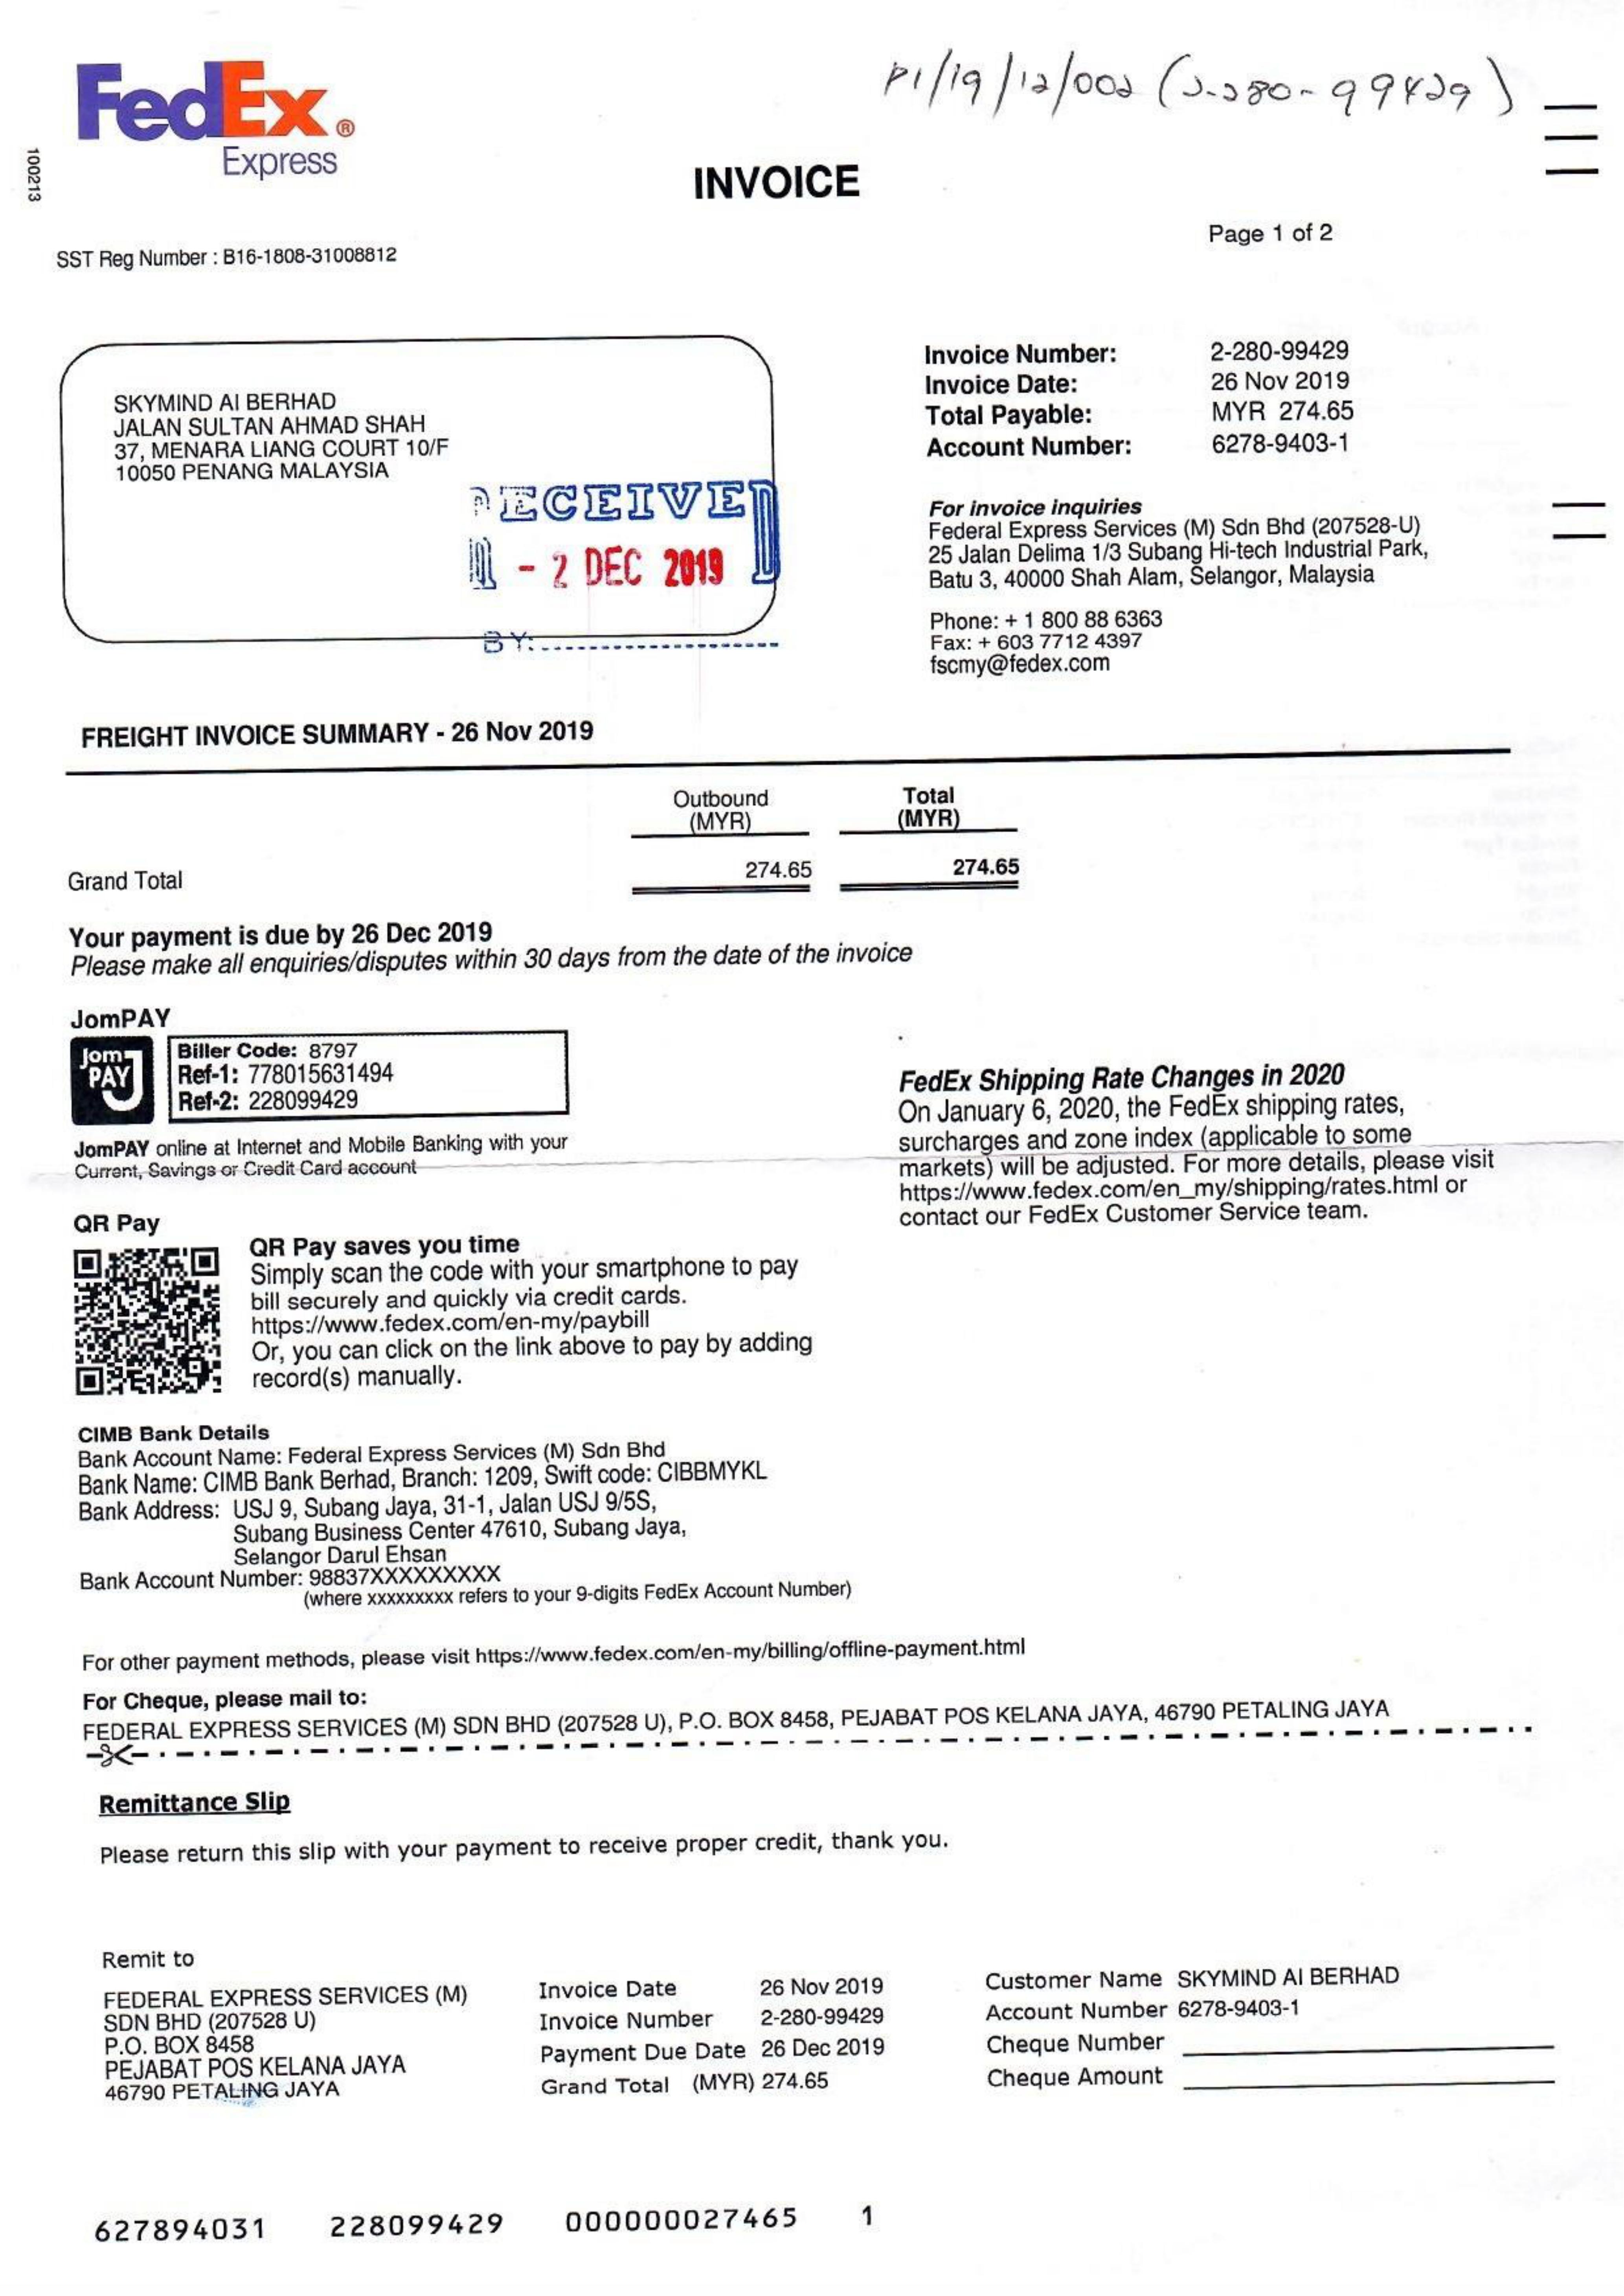 P1/19/12/002 (2-280-99429)
FedEx®
Express
100213
INVOICE
Page 1 of 2
SST Reg Number : B16-1808-31008812
SKYMIND AI BERHAD
JALAN SULTAN AHMAD SHAH
37, MENARA LIANG COURT 10/F
10050 PENANG MALAYSIA
RECEIVED
- 2 DEC 2019
BY:
Invoice Number: 2-280-99429
Invoice Date: 26 Nov 2019
Total Payable: MYR 274.65
Account Number: 6278-9403-1
For invoice inquiries
Federal Express Services (M) Sdn Bhd (207528-U)
25 Jalan Delima 1/3 Subang Hi-tech Industrial Park,
Batu 3, 40000 Shah Alam, Selangor, Malaysia
Phone: + 1 800 88 6363
Fax: + 603 7712 4397
fscmy@fedex.com
FREIGHT INVOICE SUMMARY - 26 Nov 2019
Outbound Total
(MYR) (MYR)
Grand Total 274.65 274.65
Your payment is due by 26 Dec 2019
Please make all enquiries/disputes within 30 days from the date of the invoice
JomPAY
Jom
PAY
Biller Code: 8797
Ref-1: 778015631494
Ref-2: 228099429
JomPAY online at Internet and Mobile Banking with your
Current, Savings or Credit Card account
FedEx Shipping Rate Changes in 2020
On January 6, 2020, the FedEx shipping rates,
surcharges and zone index (applicable to some
markets) will be adjusted. For more details, please visit
https://www.fedex.com/en_my/shipping/rates.html or
contact our FedEx Customer Service team.
QR Pay
QR Pay saves you time
Simply scan the code with your smartphone to pay
bill securely and quickly via credit cards.
https://www.fedex.com/en-my/paybill
Or, you can click on the link above to pay by adding
record(s) manually.
CIMB Bank Details
Bank Account Name: Federal Express Services (M) Sdn Bhd
Bank Name: CIMB Bank Berhad, Branch: 1209, Swift code: CIBBMYKL
Bank Address: USJ 9, Subang Jaya, 31-1, Jalan USJ 9/5S,
Subang Business Center 47610, Subang Jaya,
Selangor Darul Ehsan
Bank Account Number: 98837XXXXXXXXX
(where xxxxxxxxx refers to your 9-digits FedEx Account Number)
For other payment methods, please visit https://www.fedex.com/en-my/billing/offline-payment.html
For Cheque, please mail to:
FEDERAL EXPRESS SERVICES (M) SDN BHD (207528 U), P.O. BOX 8458, PEJABAT POS KELANA JAYA, 46790 PETALING JAYA
Remittance Slip
Please return this slip with your payment to receive proper credit, thank you.
Remit to
FEDERAL EXPRESS SERVICES (M)
SDN BHD (207528 U)
P.O. BOX 8458
PEJABAT POS KELANA JAYA
46790 PETALING JAYA
Invoice Date 26 Nov 2019
Invoice Number 2-280-99429
Payment Due Date 26 Dec 2019
Grand Total (MYR) 274.65
Customer Name SKYMIND AI BERHAD
Account Number 6278-9403-1
Cheque Number
Cheque Amount
627894031 228099429 000000027465 1